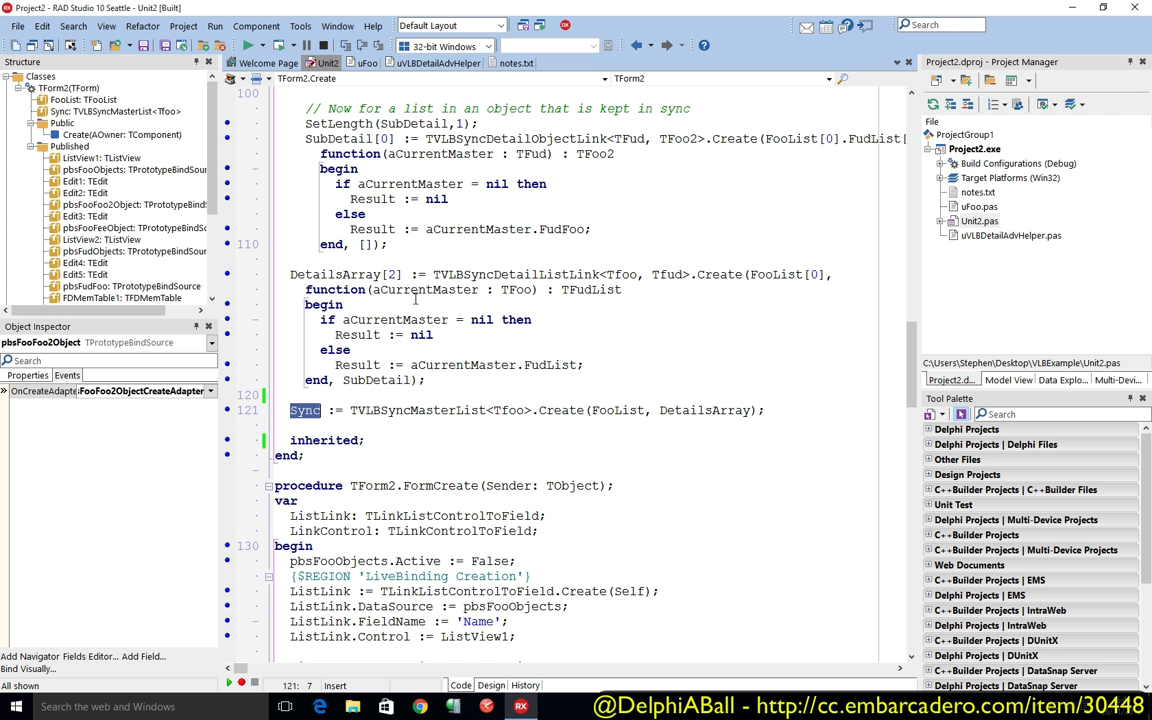 Project2 - RAD Studio 10 Seattle - Unit2 [Built]
File Edit Search View Refactor Project Run Component Tools Window Help Default Layout Search
32-bit Windows
Structure
Welcome Page Unit2 uFoo uVLBDetailAdvHelper notes.txt
TForm2.Create TForm2
Classes
TForm2(TForm)
FooList: TFooList
Sync: TVLBSyncMasterList<Tfoo>
Public
Create(AOwner: TComponent)
Published
ListView1: TListView
pbsFooObjects: TPrototypeBindSour
Edit1: TEdit
Edit2: TEdit
pbsFooFoo2Object: TPrototypeBind
Edit3: TEdit
pbsFooFeeObject: TPrototypeBindSc
ListView2: TListView
pbsFudObjects: TPrototypeBindSour
Edit4: TEdit
Edit5: TEdit
pbsFudFoo: TPrototypeBindSource
FDMemTable1: TFDMemTable
Object Inspector
pbsFooFoo2Object TPrototypeBindSource
Search
Properties Events
OnCreateAdapte FooFoo2ObjectCreateAdapter
Add Navigator Fields Editor... Add Field...
Bind Visually...
All shown
100
// Now for a list in an object that is kept in sync
SetLength(SubDetail,1);
SubDetail[0] := TVLBSyncDetailObjectLink<TFud, TFoo2>.Create(FooList[0].FudList[
function(aCurrentMaster : TFud) : TFoo2
begin
if aCurrentMaster = nil then
Result := nil
else
Result := aCurrentMaster.FudFoo;
110 end, []);
DetailsArray[2] := TVLBSyncDetailListLink<Tfoo, Tfud>.Create(FooList[0],
function(aCurrentMaster : TFoo) : TFudList
begin
if aCurrentMaster = nil then
Result := nil
else
Result := aCurrentMaster.FudList;
end, SubDetail);
120
121 Sync := TVLBSyncMasterList<Tfoo>.Create(FooList, DetailsArray);
inherited;
end;
procedure TForm2.FormCreate(Sender: TObject);
var
ListLink: TLinkListControlToField;
LinkControl: TLinkControlToField;
130 begin
pbsFooObjects.Active := False;
{$REGION 'LiveBinding Creation'}
ListLink := TLinkListControlToField.Create(Self);
ListLink.DataSource := pbsFooObjects;
ListLink.FieldName := 'Name';
ListLink.Control := ListView1;
121: 7 Insert Code Design History
Project2.dproj - Project Manager
File
ProjectGroup1
Project2.exe
Build Configurations (Debug)
Target Platforms (Win32)
notes.txt
uFoo.pas
Unit2.pas
uVLBDetailAdvHelper.pas
C:\Users\Stephen\Desktop\VLBExample\Unit2.pas
Project2.d... Model View Data Explo... Multi-Devi...
Tool Palette
Search
Delphi Projects
Delphi Projects | Delphi Files
Other Files
Design Projects
C++Builder Projects | C++Builder Files
Unit Test
Delphi Projects | Multi-Device Projects
C++Builder Projects
C++Builder Projects | Multi-Device Projects
Web Documents
C++Builder Projects | EMS
Delphi Projects | EMS
C++Builder Projects | IntraWeb
Delphi Projects | IntraWeb
C++Builder Projects | DUnitX
Delphi Projects | DUnitX
C++Builder Projects | DataSnap Server
Delphi Projects | DataSnap Server
Search the web and Windows
@DelphiABall - http://cc.embarcadero.com/item/30448